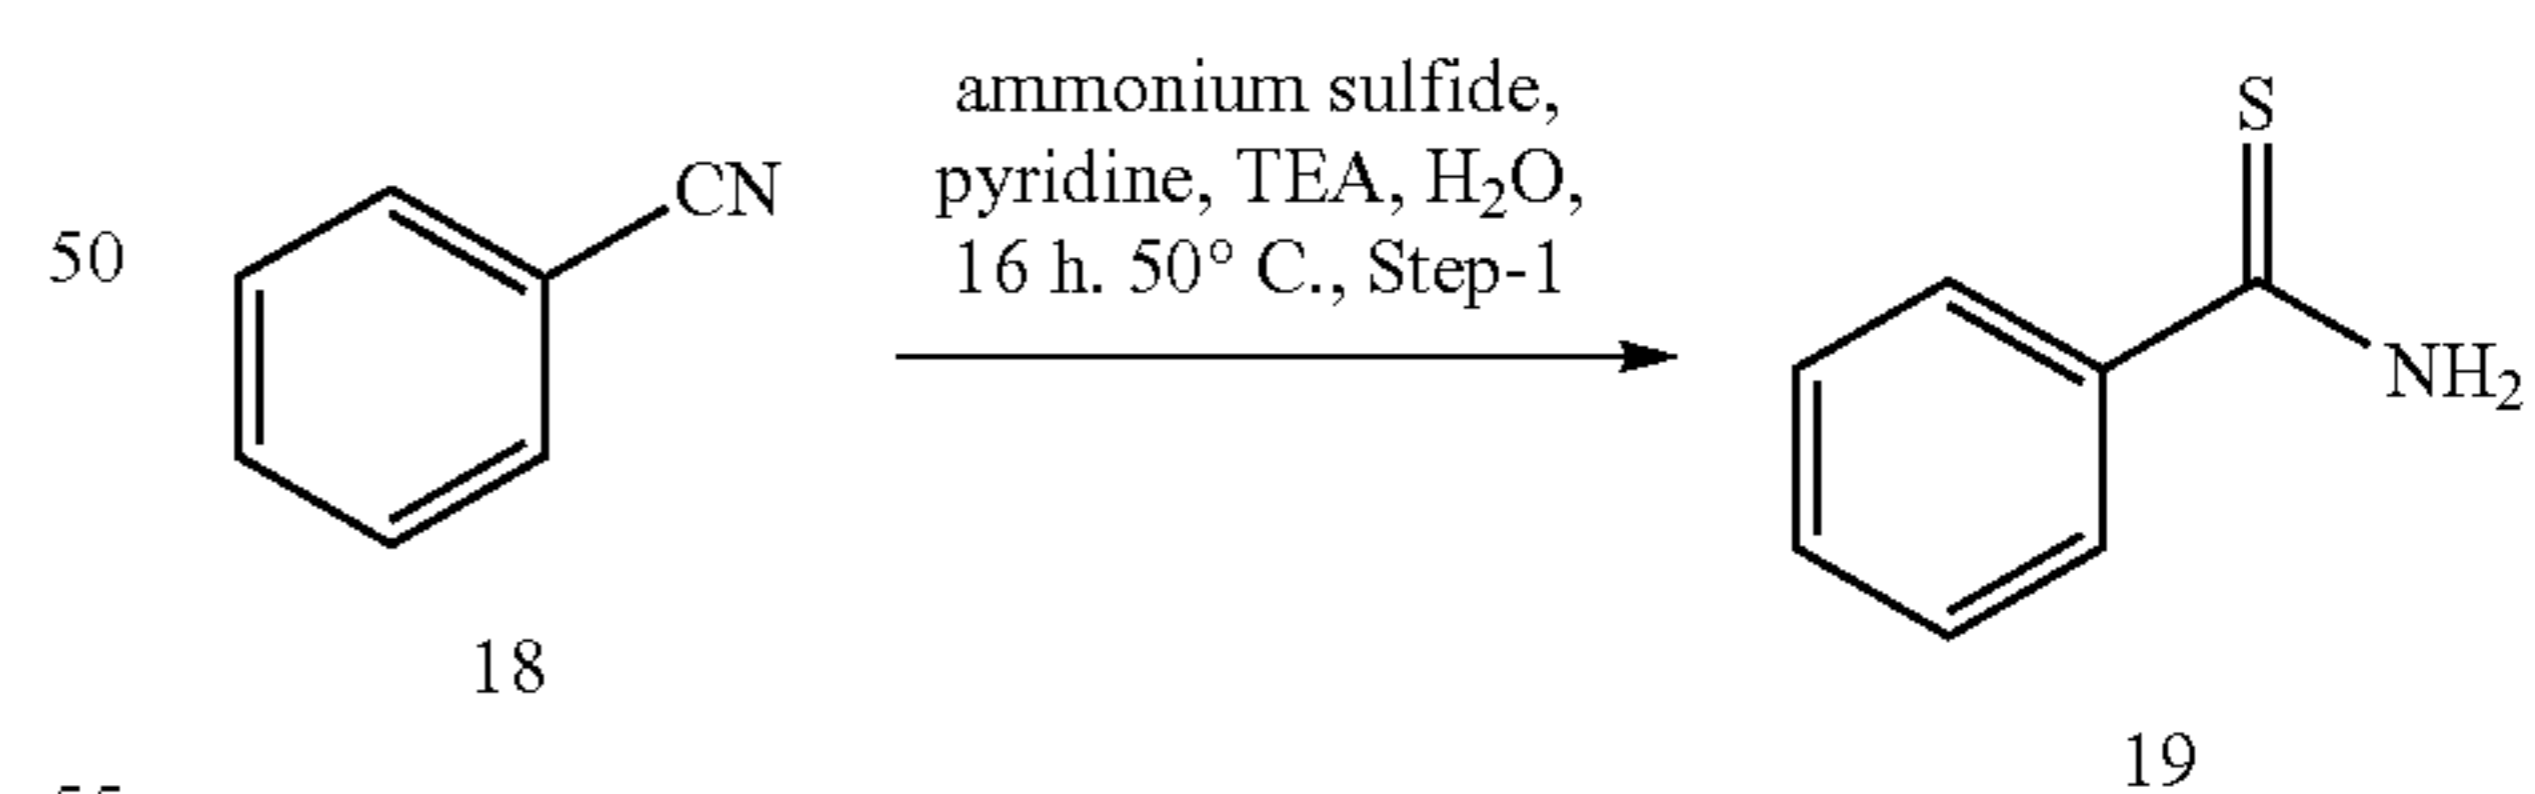 ammonium sulfide,
pyridine, TEA, H₂O,
16 h. 50° C., Step-1
CN
50
S
NH₂
18
19